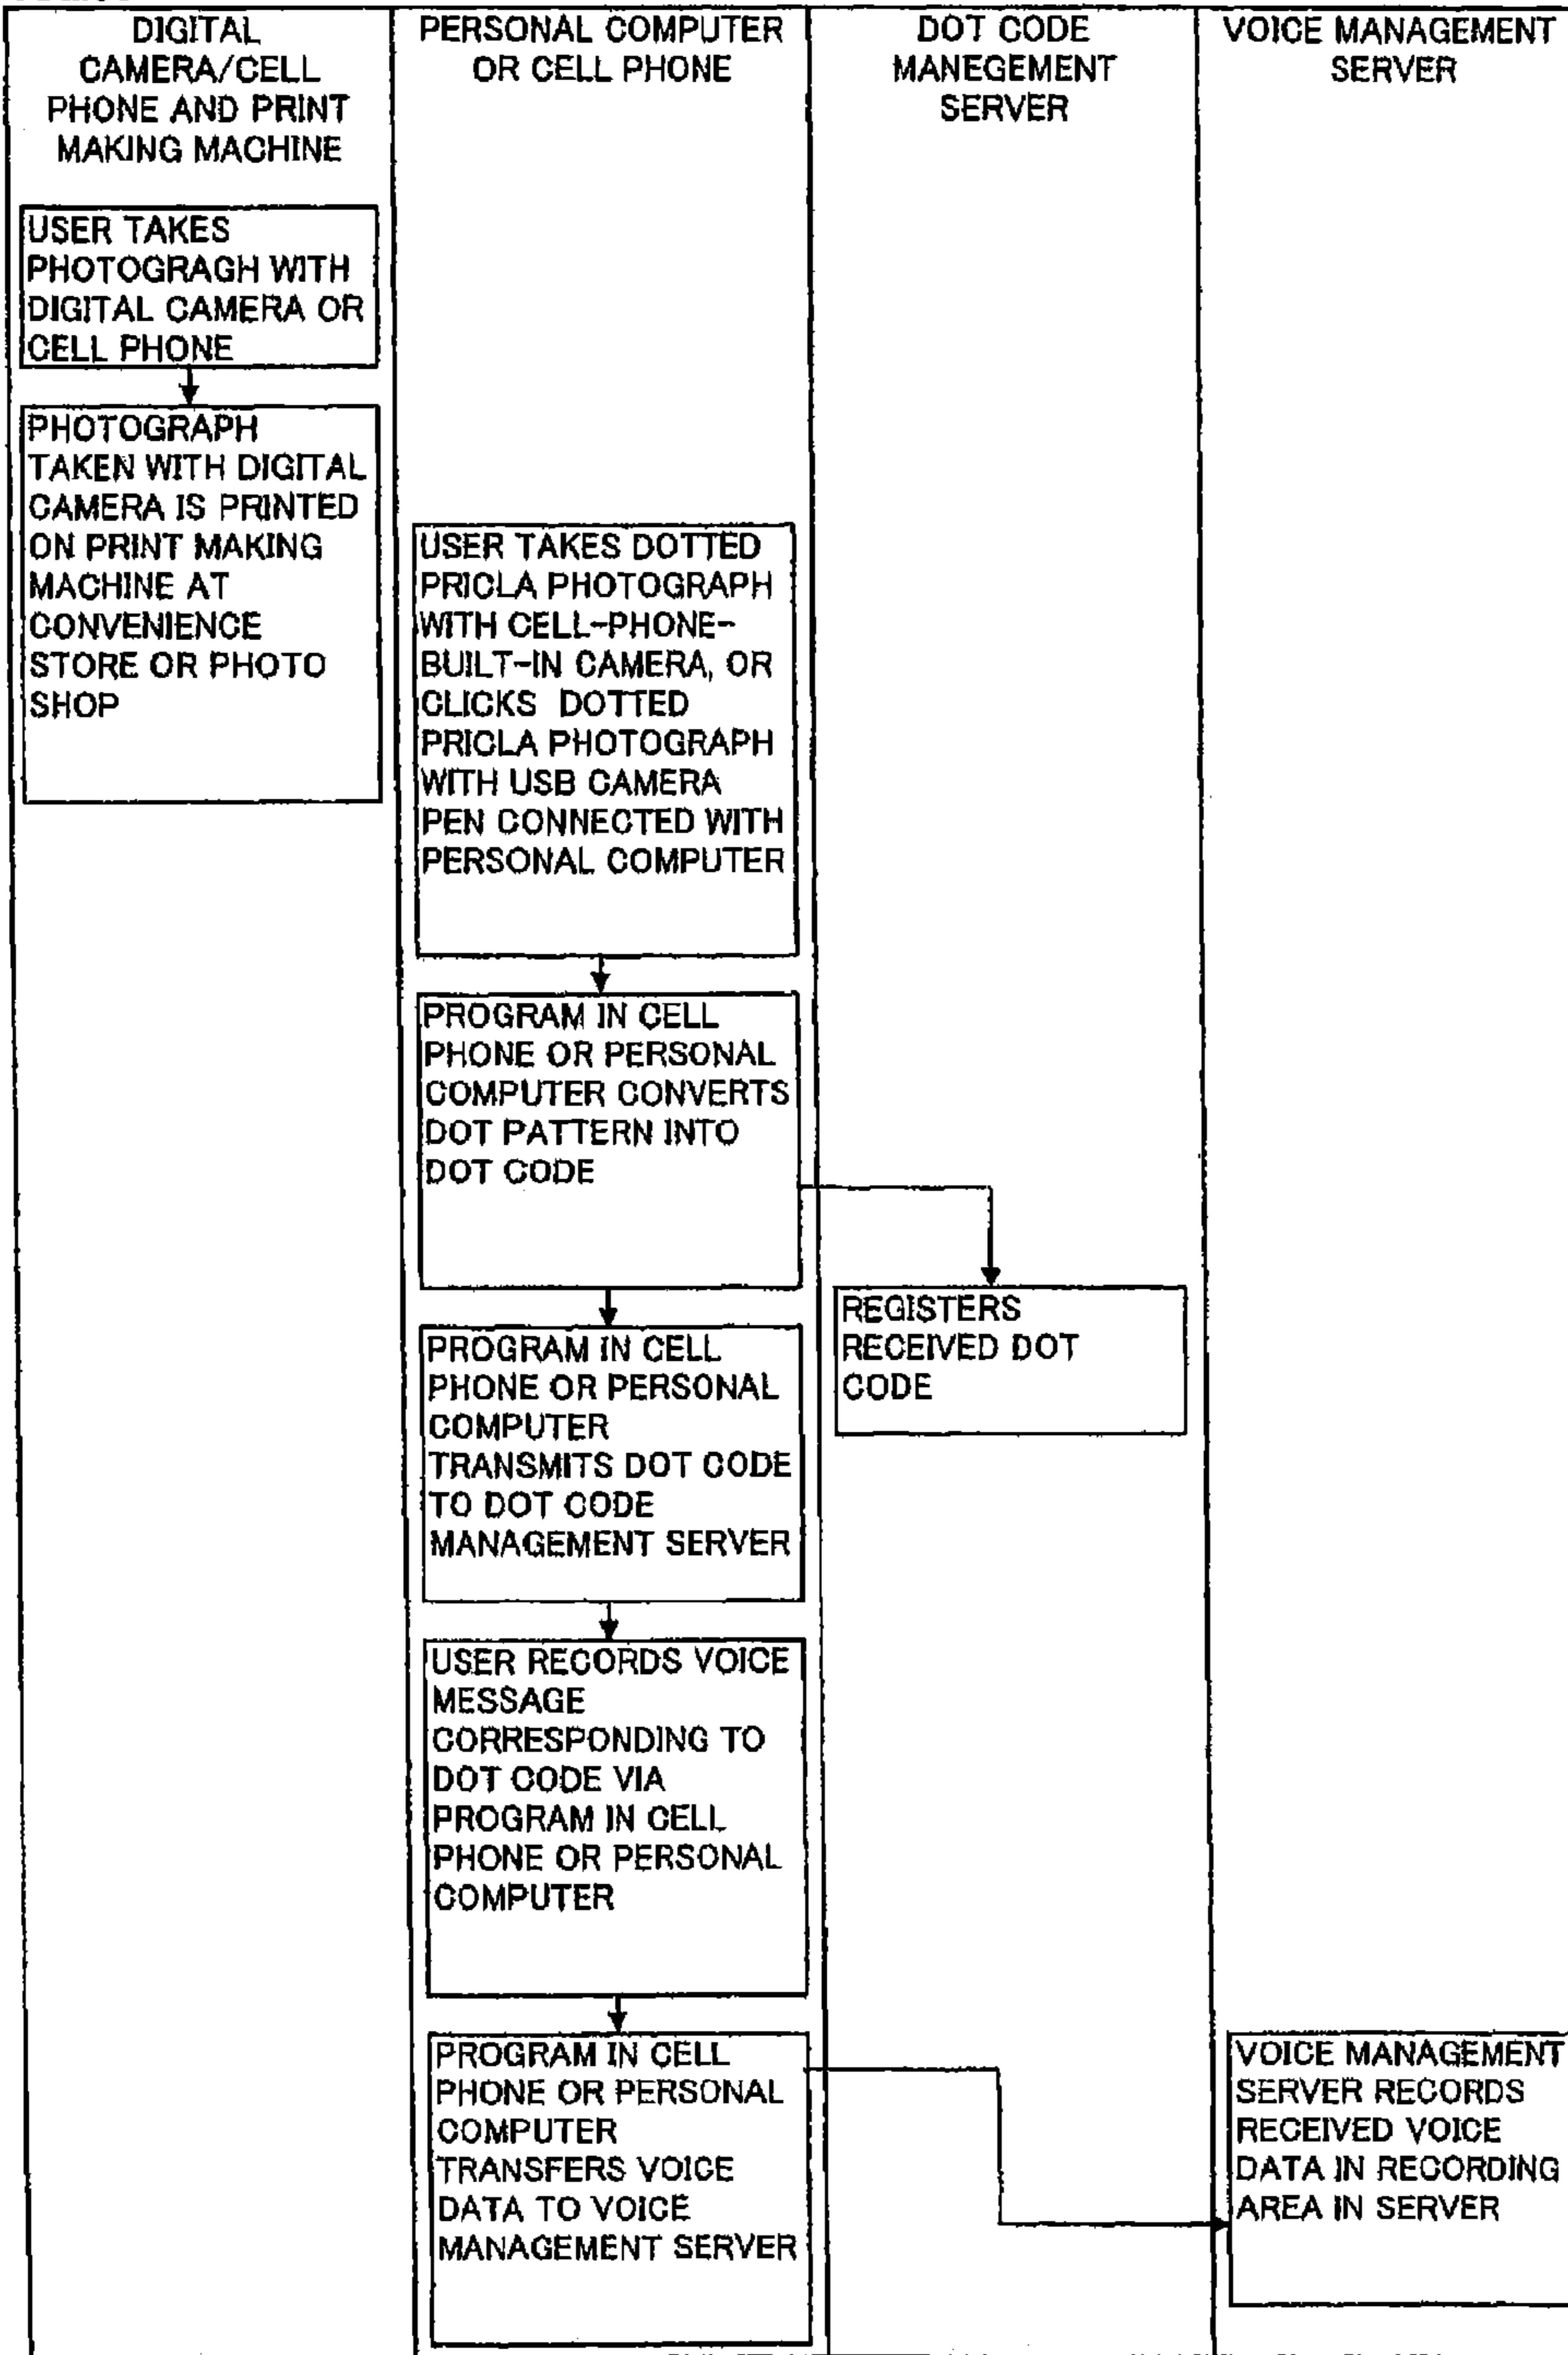 DIGITAL
CAMERA/CELL
PHONE AND PRINT
MAKING MACHINE
PERSONAL COMPUTER
OR CELL PHONE
DOT CODE
MANEGEMENT
SERVER
VOICE MANAGEMENT
SERVER
USER TAKES
PHOTOGRAGH WITH
DIGITAL CAMERA OR
CELL PHONE
PHOTOGRAPH
TAKEN WITH DIGITAL
CAMERA IS PRINTED
ON PRINT MAKING
MACHINE AT
CONVENIENCE
STORE OR PHOTO
SHOP
USER TAKES DOTTED
PRICLA PHOTOGRAPH
WITH CELL-PHONE-
BUILT-IN CAMERA, OR
CLICKS DOTTED
PRICLA PHOTOGRAPH
WITH USB CAMERA
PEN CONNECTED WITH
PERSONAL COMPUTER
PROGRAM IN CELL
PHONE OR PERSONAL
COMPUTER CONVERTS
DOT PATTERN INTO
DOT CODE
REGISTERS
RECEIVED DOT
CODE
PROGRAM IN CELL
PHONE OR PERSONAL
COMPUTER
TRANSMITS DOT CODE
TO DOT CODE
MANAGEMENT SERVER
USER RECORDS VOICE
MESSAGE
CORRESPONDING TO
DOT CODE VIA
PROGRAM IN CELL
PHONE OR PERSONAL
COMPUTER
PROGRAM IN CELL
PHONE OR PERSONAL
COMPUTER
TRANSFERS VOICE
DATA TO VOICE
MANAGEMENT SERVER
VOICE MANAGEMENT
SERVER RECORDS
RECEIVED VOICE
DATA IN RECORDING
AREA IN SERVER